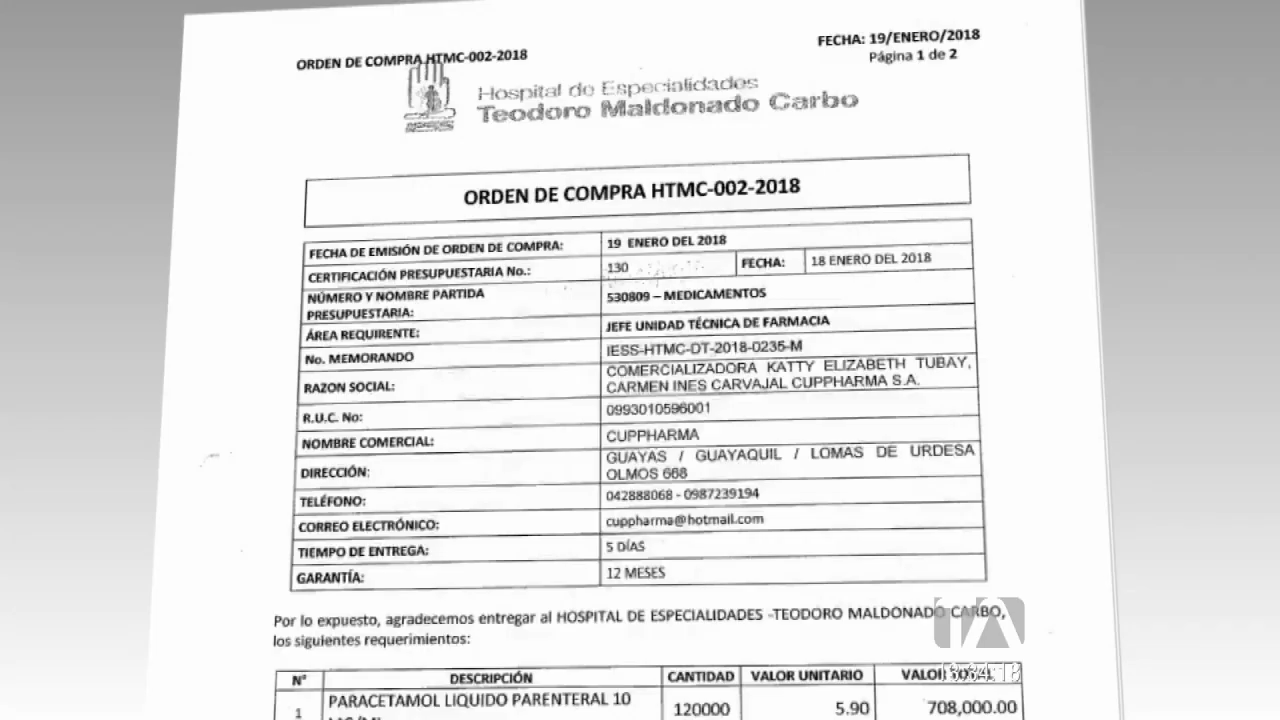 ORDEN DE COMPRA HTMC-002-2018
FECHA: 19/ENERO/2018
Página 1 de 2
Hospital de Especialidades
Teodoro Maldonado Carbo
IESS
ORDEN DE COMPRA HTMC-002-2018
FECHA DE EMISIÓN DE ORDEN DE COMPRA: 19 ENERO DEL 2018
CERTIFICACIÓN PRESUPUESTARIA No.: 130 FECHA: 18 ENERO DEL 2018
NÚMERO Y NOMBRE PARTIDA
PRESUPUESTARIA: 530809 – MEDICAMENTOS
ÁREA REQUIRENTE: JEFE UNIDAD TÉCNICA DE FARMACIA
No. MEMORANDO IESS-HTMC-DT-2018-0235-M
RAZON SOCIAL: COMERCIALIZADORA KATTY ELIZABETH TUBAY,
CARMEN INES CARVAJAL CUPPHARMA S.A.
R.U.C. No: 0993010596001
NOMBRE COMERCIAL: CUPPHARMA
DIRECCIÓN: GUAYAS / GUAYAQUIL / LOMAS DE URDESA
OLMOS 668
TELÉFONO: 042888068 - 0987239194
CORREO ELECTRÓNICO: cuppharma@hotmail.com
TIEMPO DE ENTREGA: 5 DÍAS
GARANTÍA: 12 MESES
Por lo expuesto, agradecemos entregar al HOSPITAL DE ESPECIALIDADES -TEODORO MALDONADO CARBO,
los siguientes requerimientos:
N° DESCRIPCIÓN CANTIDAD VALOR UNITARIO VALOR TOTAL
1 PARACETAMOL LIQUIDO PARENTERAL 10 120000 5.90 708,000.00
TA
13:34:18